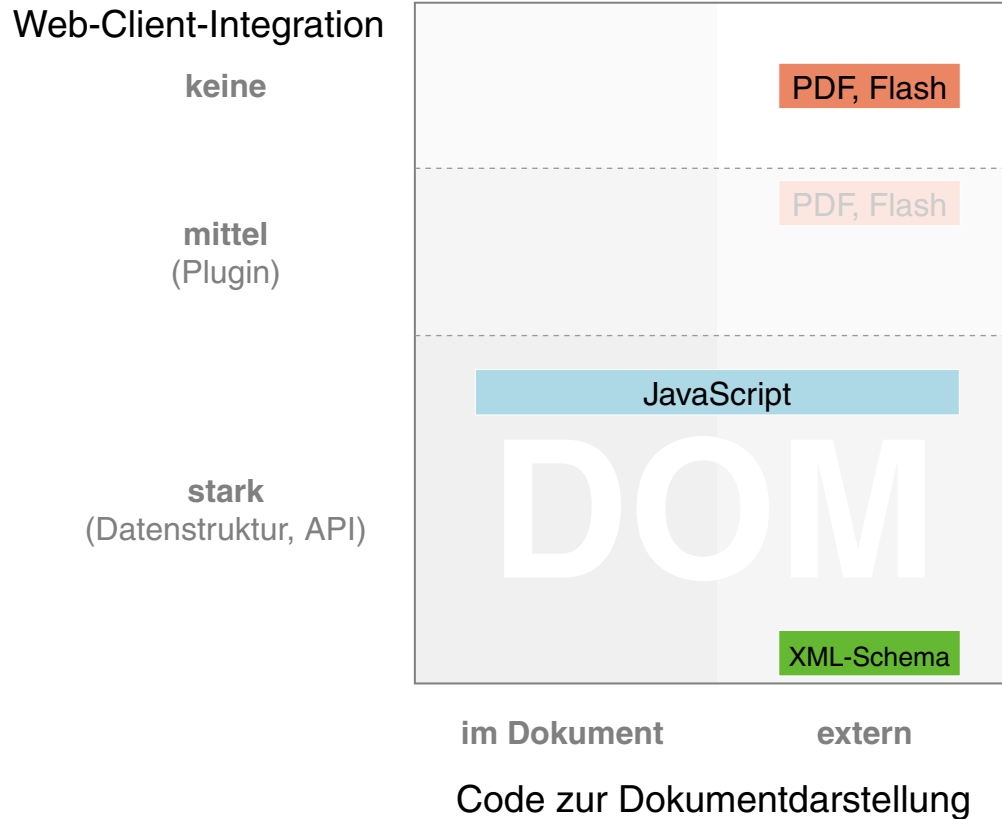 Web-Client-Integration
keine
PDF, Flash
PDF, Flash
mittel
(Plugin)
JavaScript
DOM
stark
(Datenstruktur, API)
XML-Schema
im Dokument
extern
Code zur Dokumentdarstellung